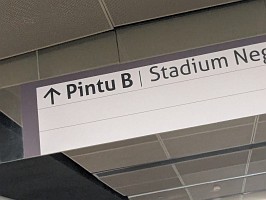 ↑ Pintu B | Stadium Neg